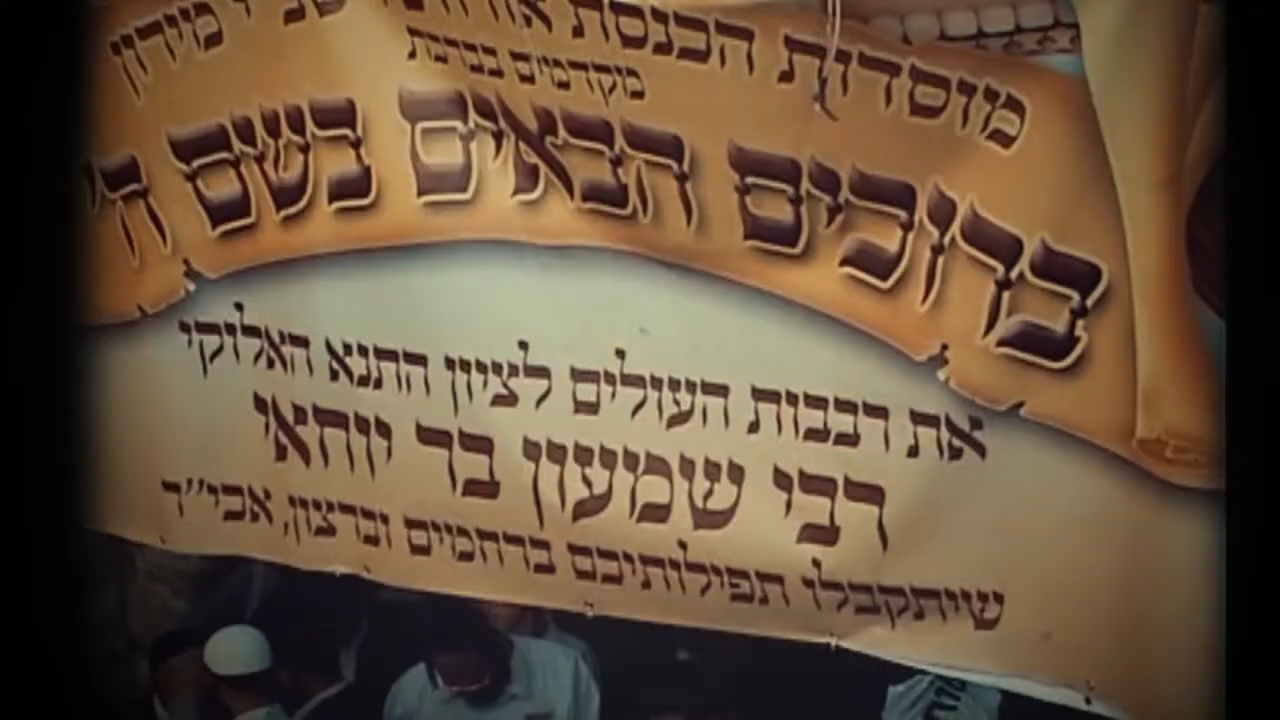 מוסדות הכנסת אורחים מירון
מקדמים בברכת
ברוכים הבאים בשם ה'
את רבבות העולים לציון התנא האלוקי
רבי שמעון בר יוחאי
שיתקבלו תפילותיכם ברחמים וברצון, אכי"ר